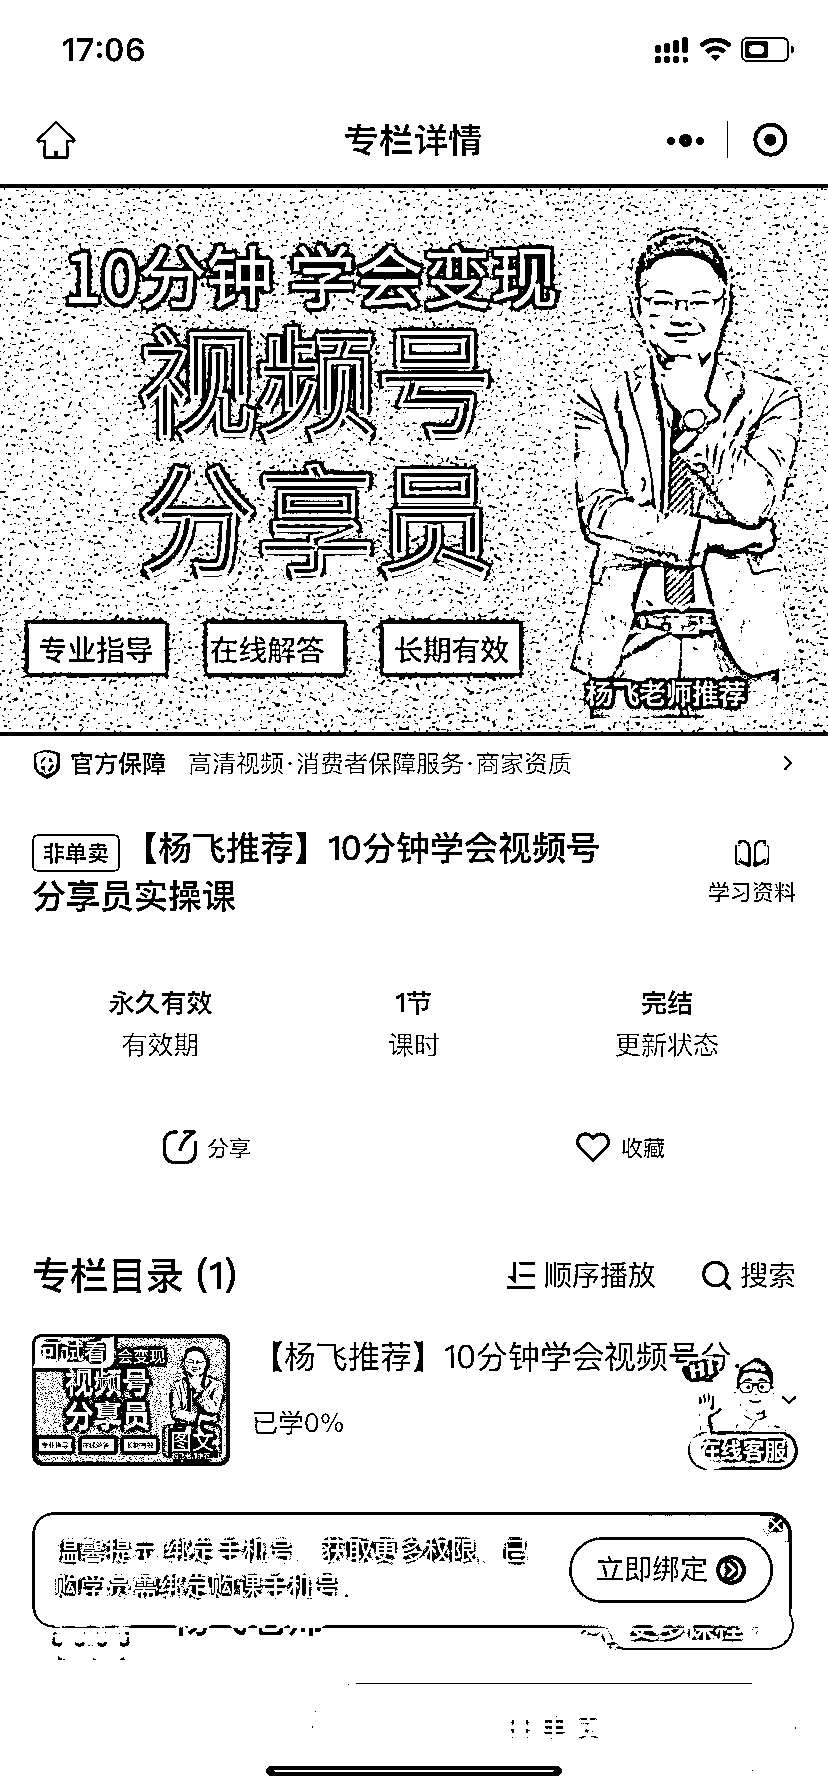 17:06
专栏详情
10分钟 学会变现
视频号
分享员
专业指导
在线解答
长期有效
杨飞老师推荐
官方保障 高清视频·消费者保障服务·商家资质
非单卖 【杨飞推荐】10分钟学会视频号
分享员实操课
学习资料
永久有效 1节 完结
有效期 课时 更新状态
分享 收藏
专栏目录 (1) 顺序播放 搜索
可试看 会变现
视频号
分享员
图文
【杨飞推荐】10分钟学会视频号分...
HI
已学0%
在线客服
温馨提示:绑定手机号，获取更多权限，已
购学员需绑定购课手机号.
立即绑定
杨飞老师 更多课程